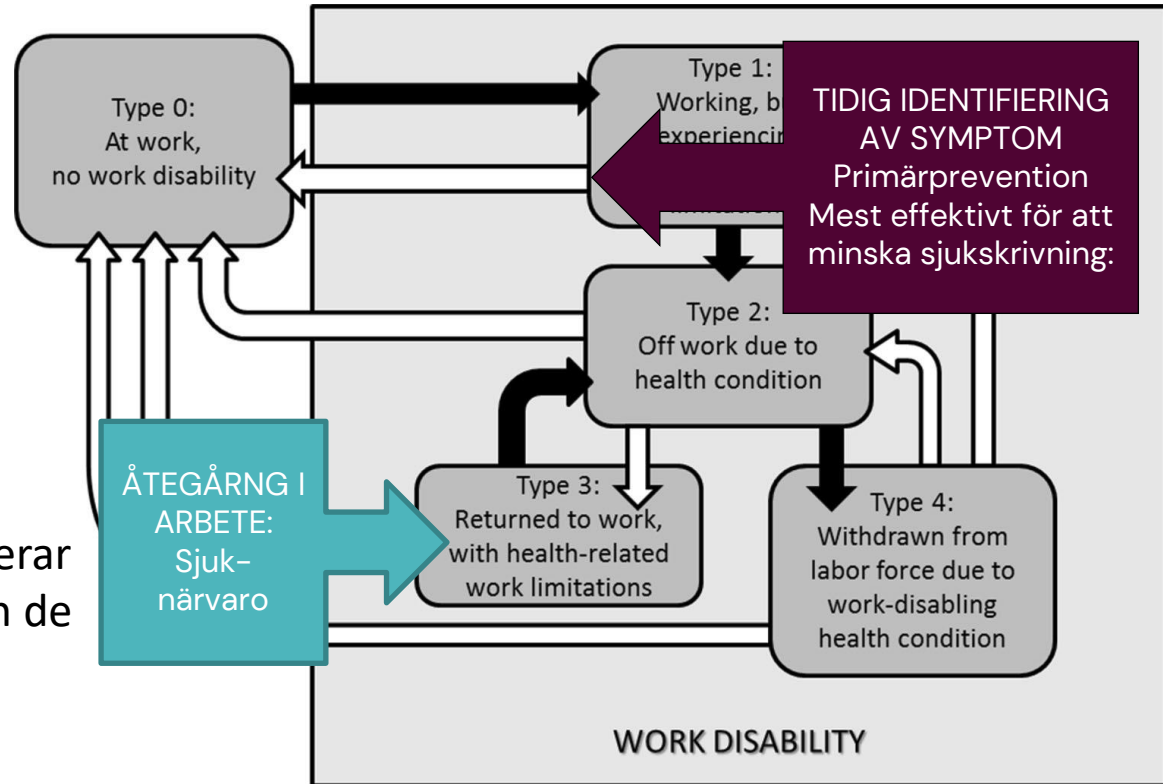 Type 0:
At work,
no work disability
Type 1:
Working, b
experiencin
TIDIG IDENTIFIERING
AV SYMPTOM
Primärprevention
Mest effektivt för att
minska sjukskrivning:
Type 2:
Off work due to
health condition
ÅTEGÅRNG I
ARBETE:
Sjuk-
närvaro
Type 3:
Returned to work,
with health-related
work limitations
Type 4:
Withdrawn from
labor force due to
work-disabling
health condition
erar
n de
WORK DISABILITY